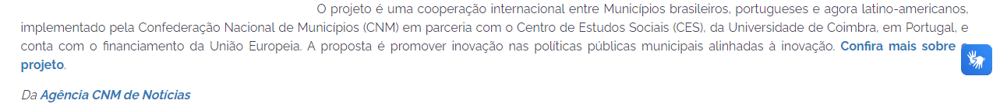 O projeto é uma cooperação internacional entre Municípios brasileiros, portugueses e agora latino-americanos,
implementado pela Confederação Nacional de Municípios (CNM) em parceria com o Centro de Estudos Sociais (CES), da Universidade de Coimbra, em Portugal, e
conta com o financiamento da União Europeia. A proposta é promover inovação nas políticas públicas municipais alinhadas à inovação. Confira mais sobre
projeto.
Da Agência CNM de Notícias